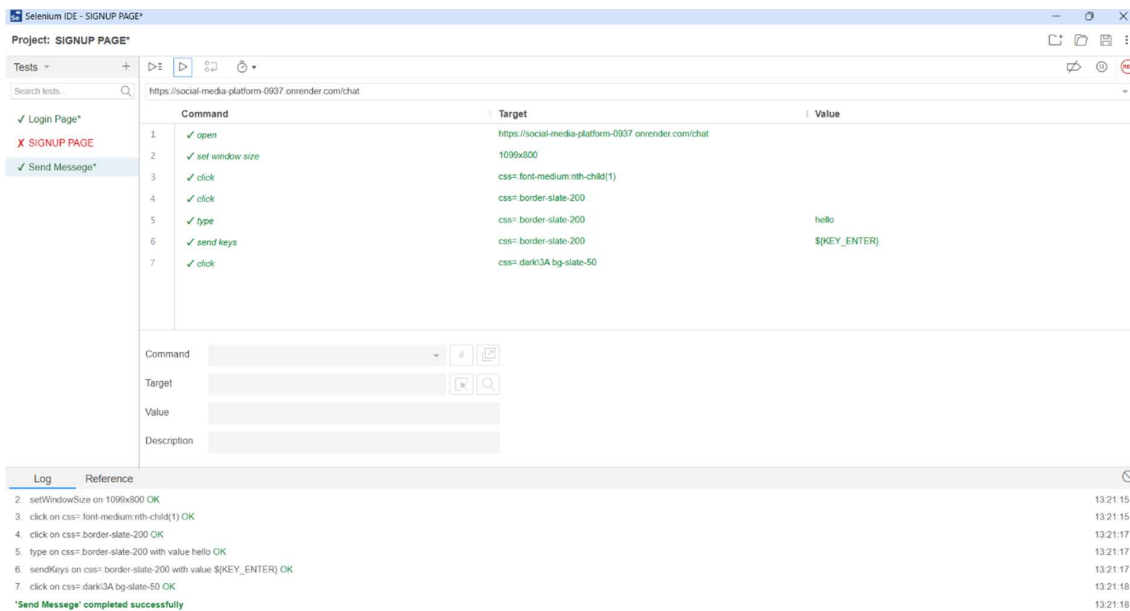 Selenium IDE - SIGNUP PAGE*
Project: SIGNUP PAGE*
Tests
Search tests...
https://social-media-platform-0937.onrender.com/chat
Command Target Value
✓ Login Page*
X SIGNUP PAGE
✓ Send Messege*
1 ✓ open https://social-media-platform-0937.onrender.com/chat
2 ✓ set window size 1099x800
3 ✓ click css=.font-medium:nth-child(1)
4 ✓ click css=.border-slate-200
5 ✓ type css=.border-slate-200 hello
6 ✓ send keys css=.border-slate-200 ${KEY_ENTER}
7 ✓ click css=.dark\3A bg-slate-50
Command //
Target
Value
Description
Log Reference
2. setWindowSize on 1099x800 OK 13:21:15
3. click on css=.font-medium:nth-child(1) OK 13:21:15
4. click on css=.border-slate-200 OK 13:21:17
5. type on css=.border-slate-200 with value hello OK 13:21:17
6. sendKeys on css=.border-slate-200 with value ${KEY_ENTER} OK 13:21:17
7. click on css=.dark\3A bg-slate-50 OK 13:21:18
'Send Messege' completed successfully 13:21:18